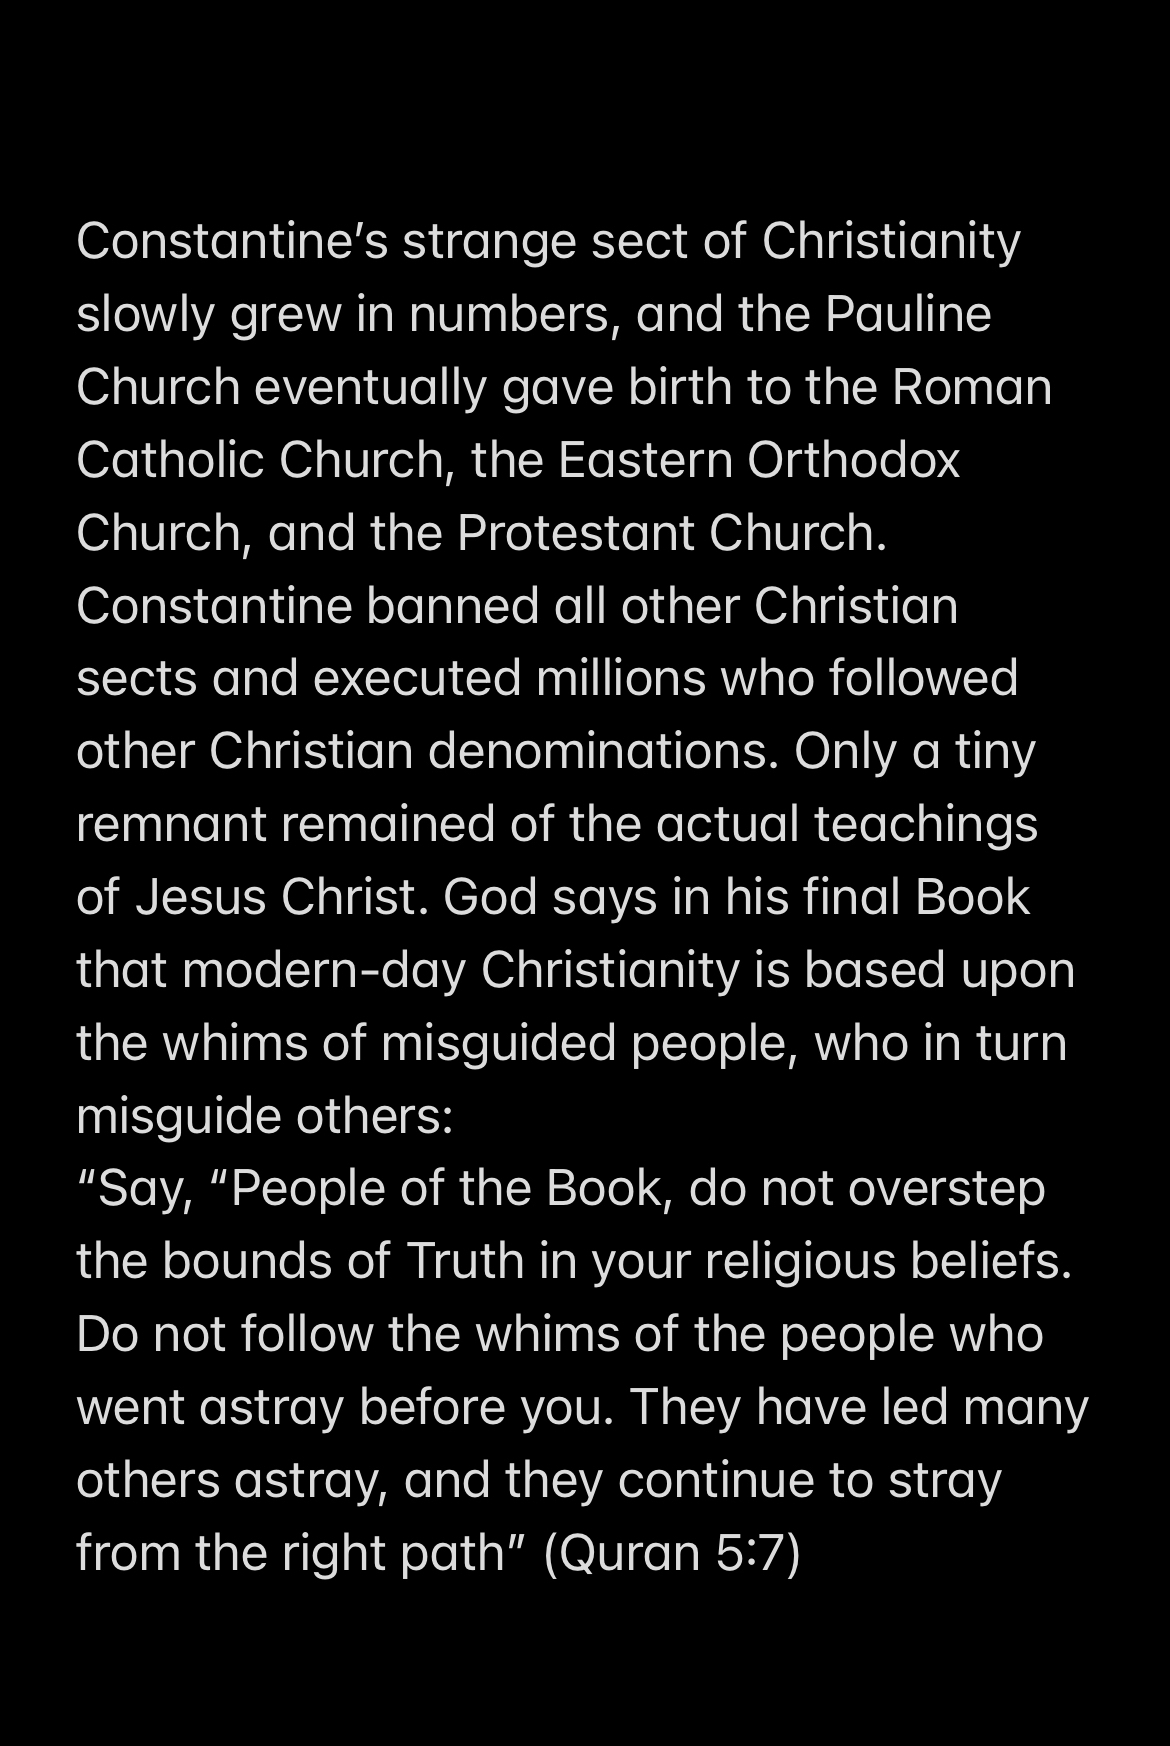 Constantine’s strange sect of Christianity
slowly grew in numbers, and the Pauline
Church eventually gave birth to the Roman
Catholic Church, the Eastern Orthodox
Church, and the Protestant Church.
Constantine banned all other Christian
sects and executed millions who followed
other Christian denominations. Only a tiny
remnant remained of the actual teachings
of Jesus Christ. God says in his final Book
that modern-day Christianity is based upon
the whims of misguided people, who in turn
misguide others:
“Say, “People of the Book, do not overstep
the bounds of Truth in your religious beliefs.
Do not follow the whims of the people who
went astray before you. They have led many
others astray, and they continue to stray
from the right path” (Quran 5:7)